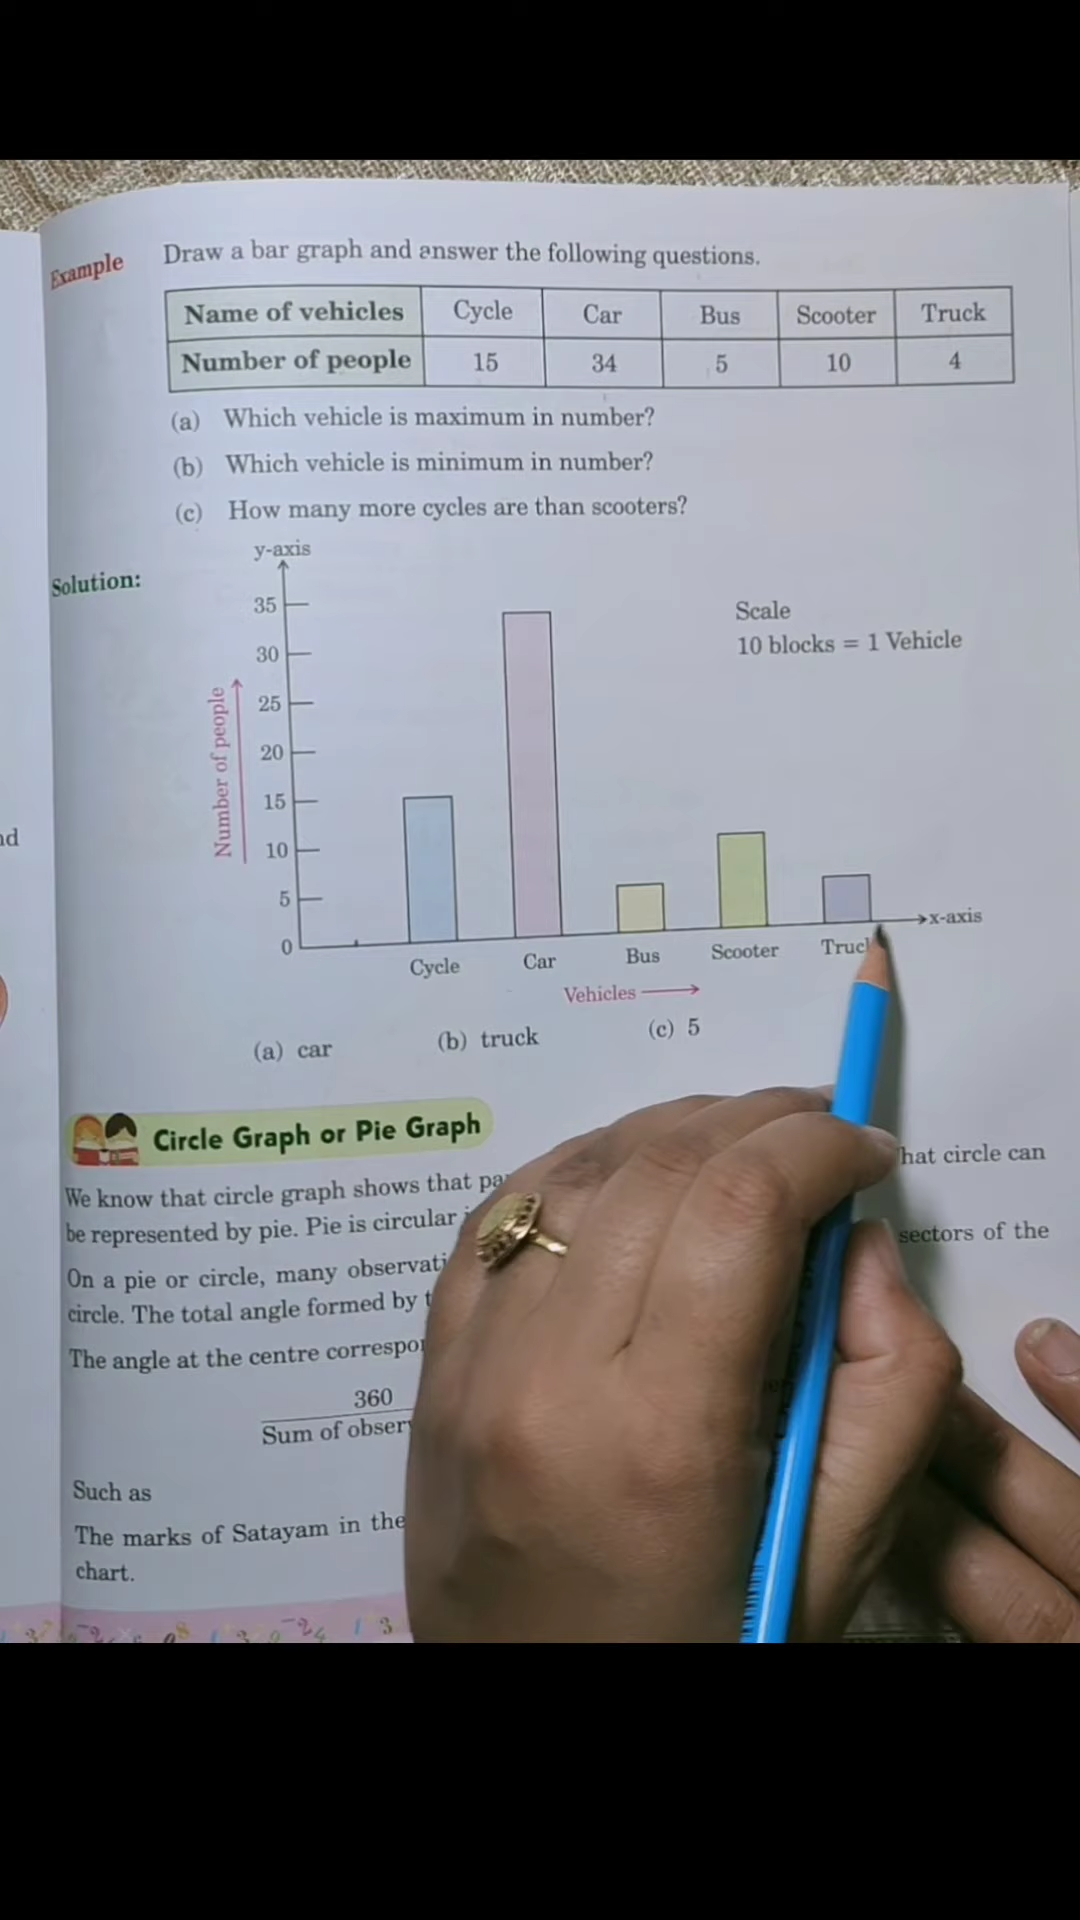 nd
Example
Draw a bar graph and answer the following questions.
Name of vehicles Cycle Car Bus Scooter Truck
Number of people 15 34 5 10 4
(a) Which vehicle is maximum in number?
(b) Which vehicle is minimum in number?
(c) How many more cycles are than scooters?
Solution:
y-axis
35
30
25
20
15
10
5
0
Number of people
Scale
10 blocks = 1 Vehicle
x-axis
Cycle Car Bus Scooter Truck
Vehicles
(a) car (b) truck (c) 5
Circle Graph or Pie Graph
We know that circle graph shows that hat circle can
be represented by pie. Pie is circular sectors of the
On a pie or circle, many
circle. The total angle formed by
The angle at the centre
360
Sum of
Such as
The marks of Satayam in the
chart.